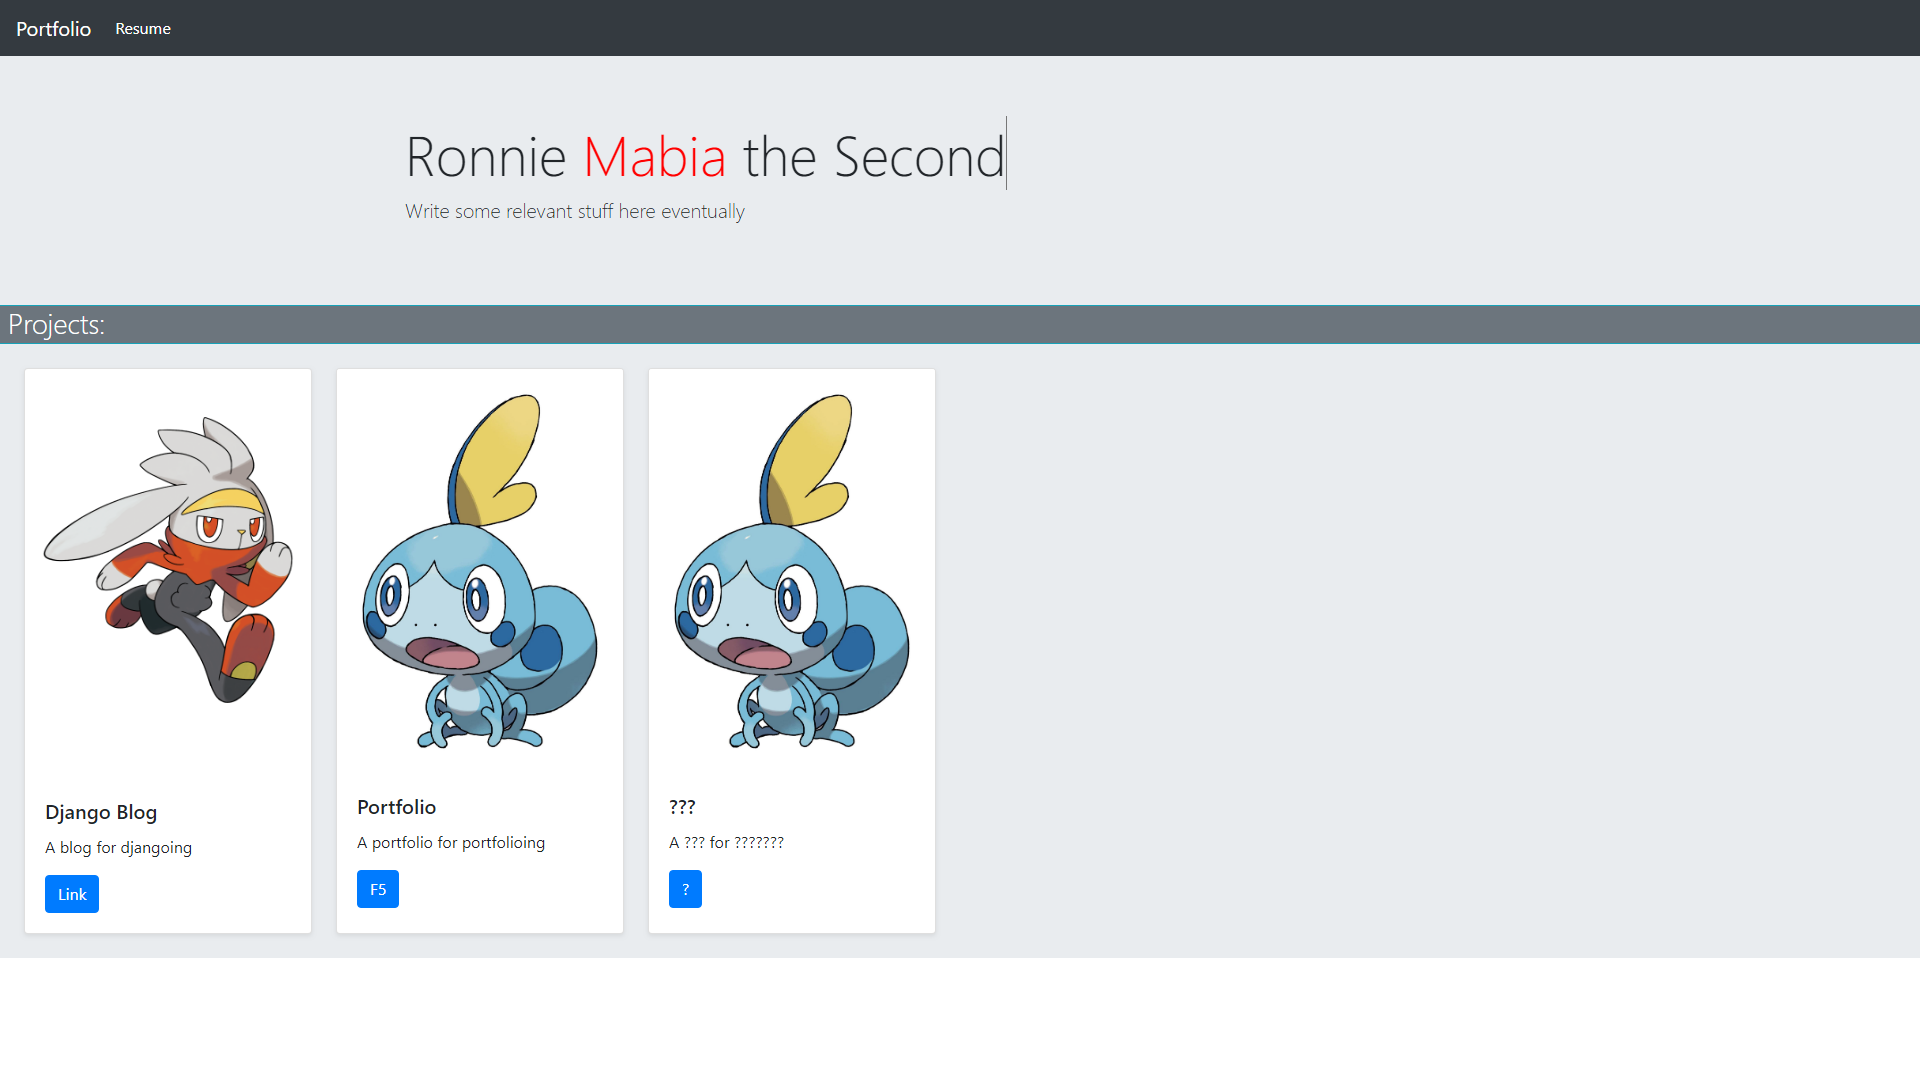 Portfolio Resume
Ronnie Mabia the Second
Write some relevant stuff here eventually
Projects:
Django Blog
A blog for djangoing
Link
Portfolio
A portfolio for portfolioing
F5
???
A ??? for ???????
?